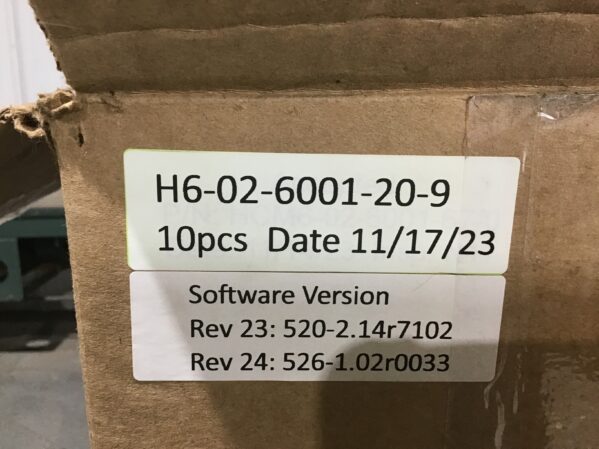 H6-02-6001-20-9
10pcs Date 11/17/23
Software Version
Rev 23: 520-2.14r7102
Rev 24: 526-1.02r0033